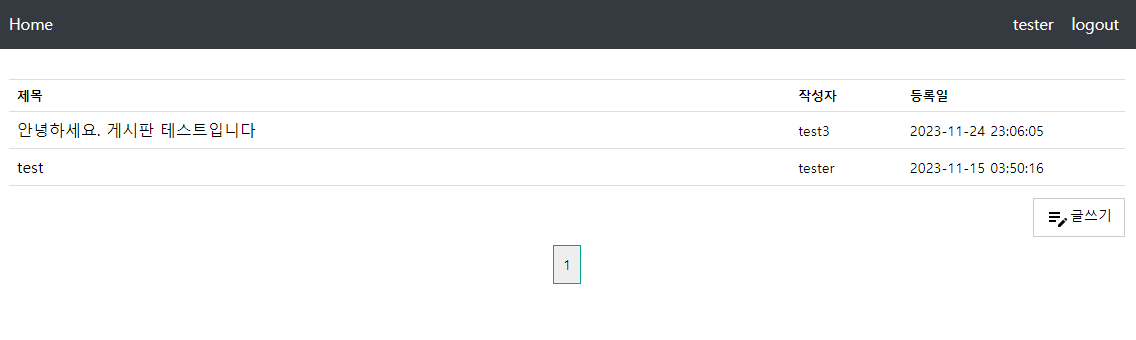 Home tester logout
제목 작성자 등록일
안녕하세요. 게시판 테스트입니다 test3 2023-11-24 23:06:05
test tester 2023-11-15 03:50:16
글쓰기
1